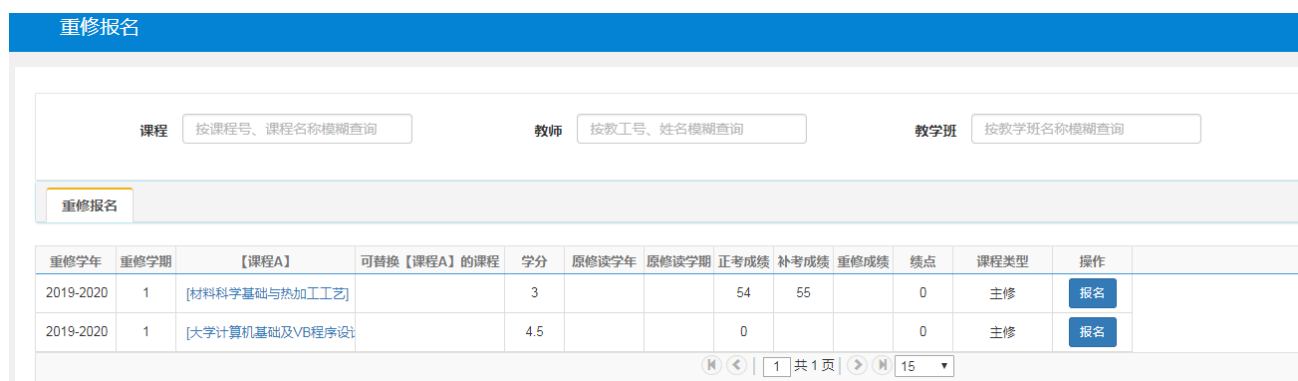 重修报名
课程 按课程号、课程名称模糊查询 教师 按教工号、姓名模糊查询 教学班 按教学班名称模糊查询
重修报名
重修学年 重修学期 【课程A】 可替换【课程A】的课程 学分 原修读学年 原修读学期 正考成绩 补考成绩 重修成绩 绩点 课程类型 操作
2019-2020 1 [材料科学基础与热加工工艺] 3 54 55 0 主修 报名
2019-2020 1 [大学计算机基础及VB程序设 4.5 0 0 主修 报名
1 共 1 页 15